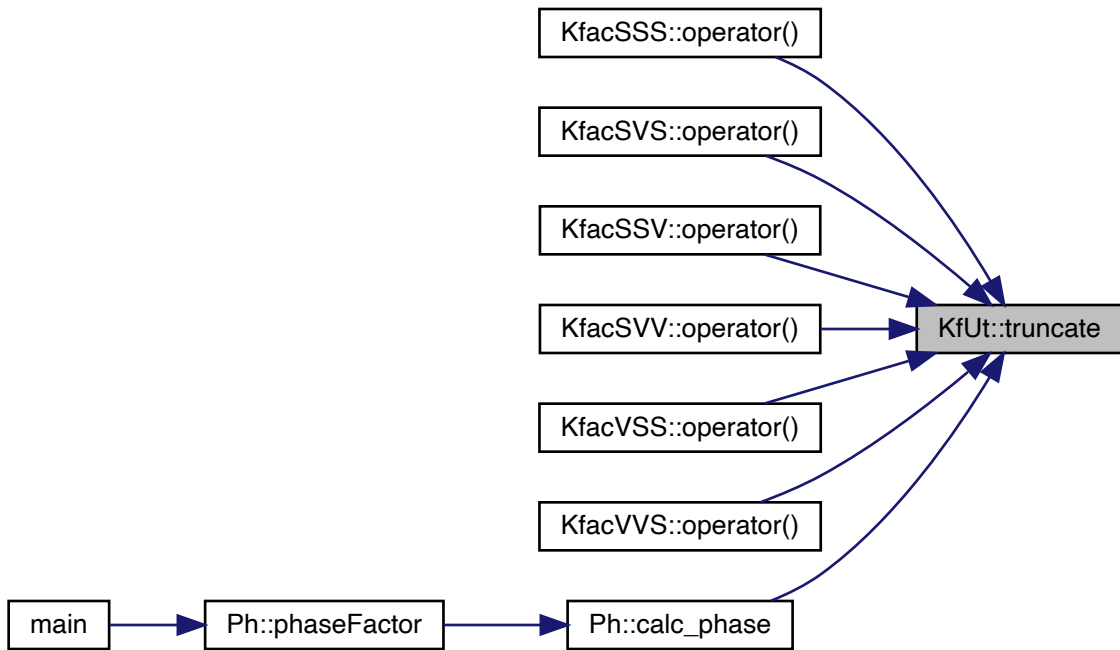 KfacSSS::operator()
KfacSVS::operator()
KfacSSV::operator()
KfacSVV::operator()
KfUt::truncate
KfacVSS::operator()
KfacVVS::operator()
main
Ph::phaseFactor
Ph::calc_phase